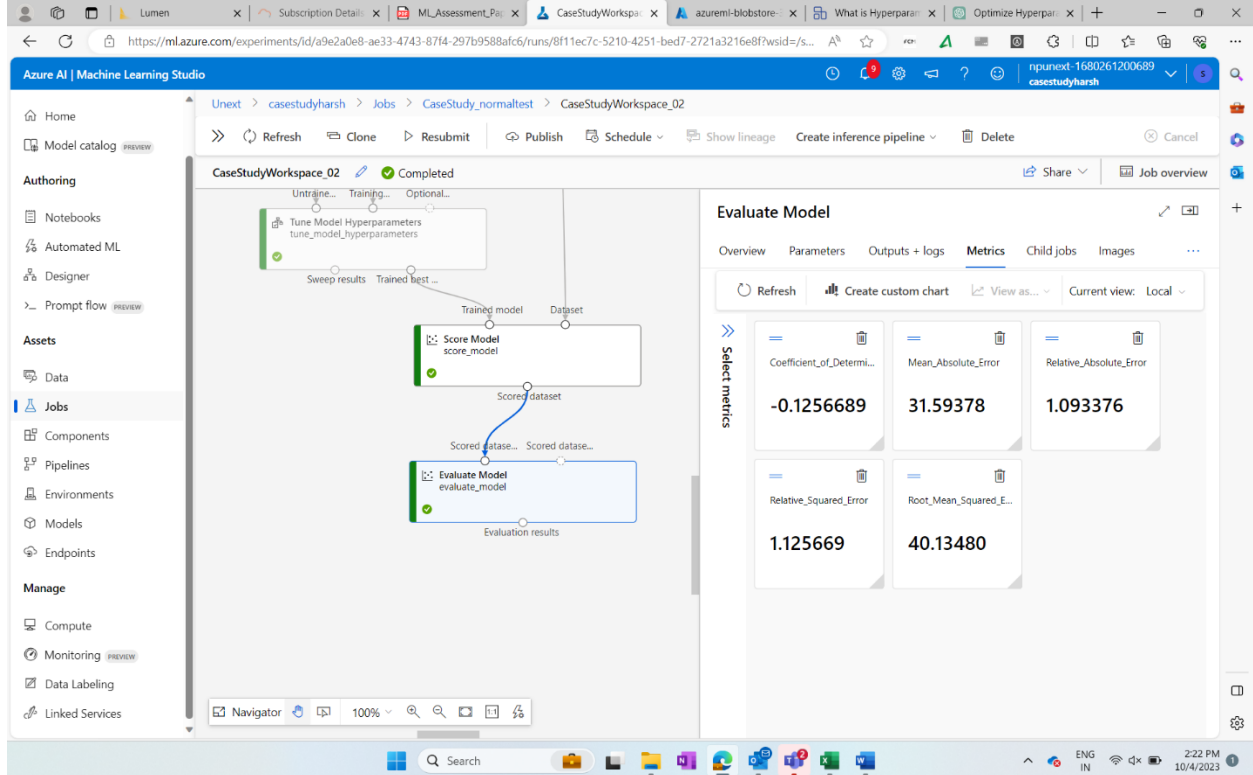 Lumen
Subscription Details
ML_Assessment_Pap
CaseStudyWorkspac
azureml-blobstore-
What is Hyperparam
Optimize Hyperpar
https://ml.azure.com/experiments/id/a9e2a0e8-ae33-4743-87f4-297b9588afc6/runs/8f11ec7c-5210-4251-bed7-2721a3216e8f?wsid=/s...
Azure AI | Machine Learning Studio
9
npunext-1680261200689
casestudyharsh
S
Unext > casestudyharsh > Jobs > CaseStudy_normaltest > CaseStudyWorkspace_02
Refresh Clone Resubmit Publish Schedule Show lineage Create inference pipeline Delete Cancel
CaseStudyWorkspace_02 Completed Share Job overview
Home
Model catalog PREVIEW
Authoring
Notebooks
Automated ML
Designer
Prompt flow PREVIEW
Assets
Data
Jobs
Components
Pipelines
Environments
Models
Endpoints
Manage
Compute
Monitoring PREVIEW
Data Labeling
Linked Services
Untraine... Training... Optional...
Tune Model Hyperparameters
tune_model_hyperparameters
Sweep results Trained best ...
Trained model Dataset
Score Model
score_model
Scored dataset
Scored datase... Scored datase...
Evaluate Model
evaluate_model
Evaluation results
Navigator 100% 1:1
Evaluate Model
Overview Parameters Outputs + logs Metrics Child jobs Images ...
Refresh Create custom chart View as... Current view: Local
Select metrics
Coefficient_of_Determi...
-0.1256689
Mean_Absolute_Error
31.59378
Relative_Absolute_Error
1.093376
Relative_Squared_Error
1.125669
Root_Mean_Squared_E...
40.13480
Search
2
ENG
IN
2:22 PM
10/4/2023
1